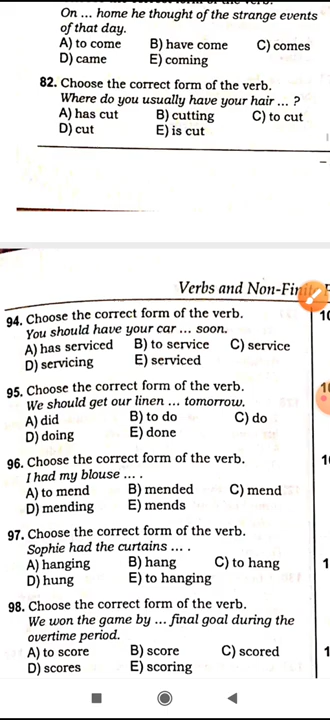 On ... home he thought of the strange events
of that day.
A) to come B) have come C) comes
D) came E) coming
82. Choose the correct form of the verb.
Where do you usually have your hair ... ?
A) has cut B) cutting C) to cut
D) cut E) is cut
Verbs and Non-Finit
94. Choose the correct form of the verb.
You should have your car ... soon.
A) has serviced B) to service C) service
D) servicing E) serviced
95. Choose the correct form of the verb.
We should get our linen ... tomorrow.
A) did B) to do C) do
D) doing E) done
96. Choose the correct form of the verb.
I had my blouse ... .
A) to mend B) mended C) mend
D) mending E) mends
97. Choose the correct form of the verb.
Sophie had the curtains ... .
A) hanging B) hang C) to hang
D) hung E) to hanging
98. Choose the correct form of the verb.
We won the game by ... final goal during the
overtime period.
A) to score B) score C) scored
D) scores E) scoring